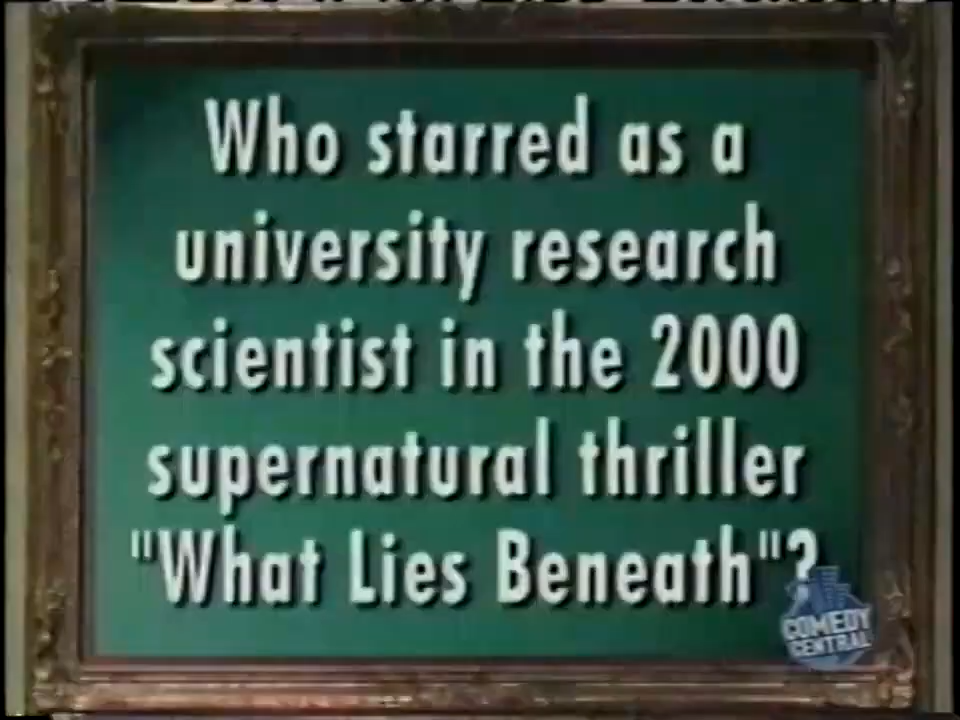 Who starred as a
university research
scientist in the 2000
supernatural thriller
"What Lies Beneath"?
COMEDY
CENTRAL